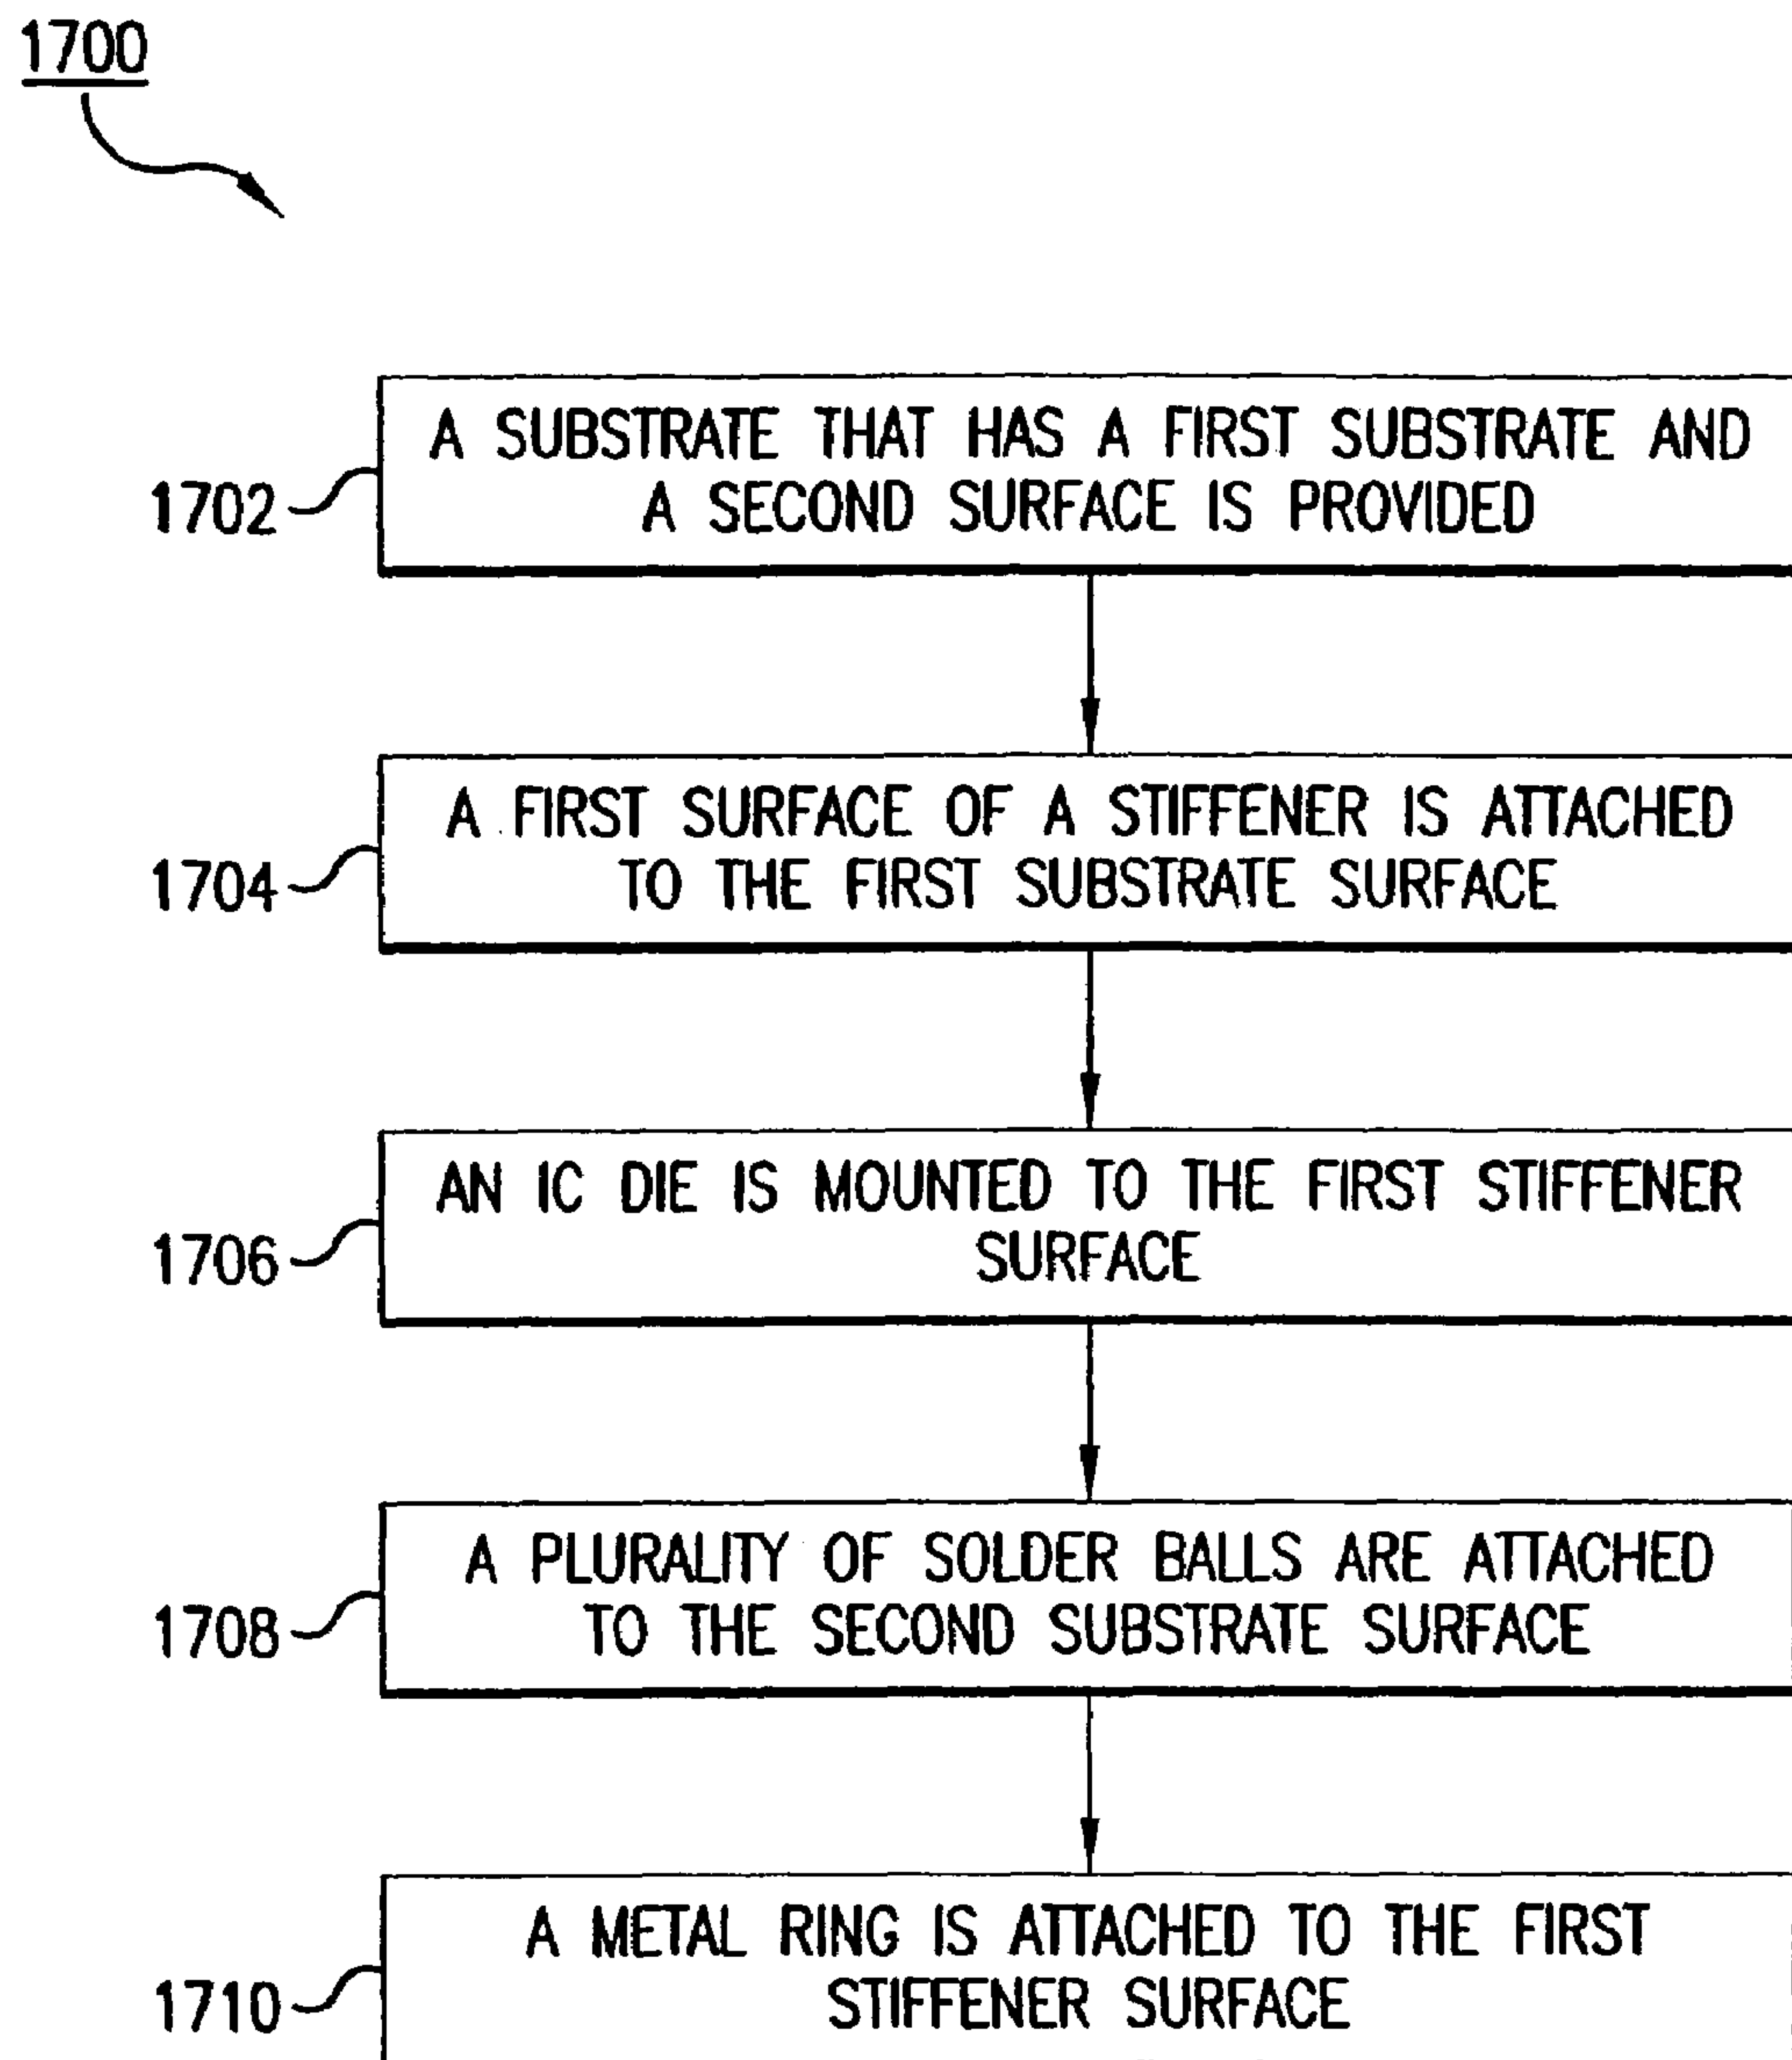 1700
A SUBSTRATE THAT HAS A FIRST SUBSTRATE AND
A SECOND SURFACE IS PROVIDED
1702
A FIRST SURFACE OF A STIFFENER IS ATTACHED
TO THE FIRST SUBSTRATE SURFACE
1704
AN IC DIE IS MOUNTED TO THE FIRST STIFFENER
SURFACE
1706
A PLURALITY OF SOLDER BALLS ARE ATTACHED
TO THE SECOND SUBSTRATE SURFACE
1708
A METAL RING IS ATTACHED TO THE FIRST
STIFFENER SURFACE
1710